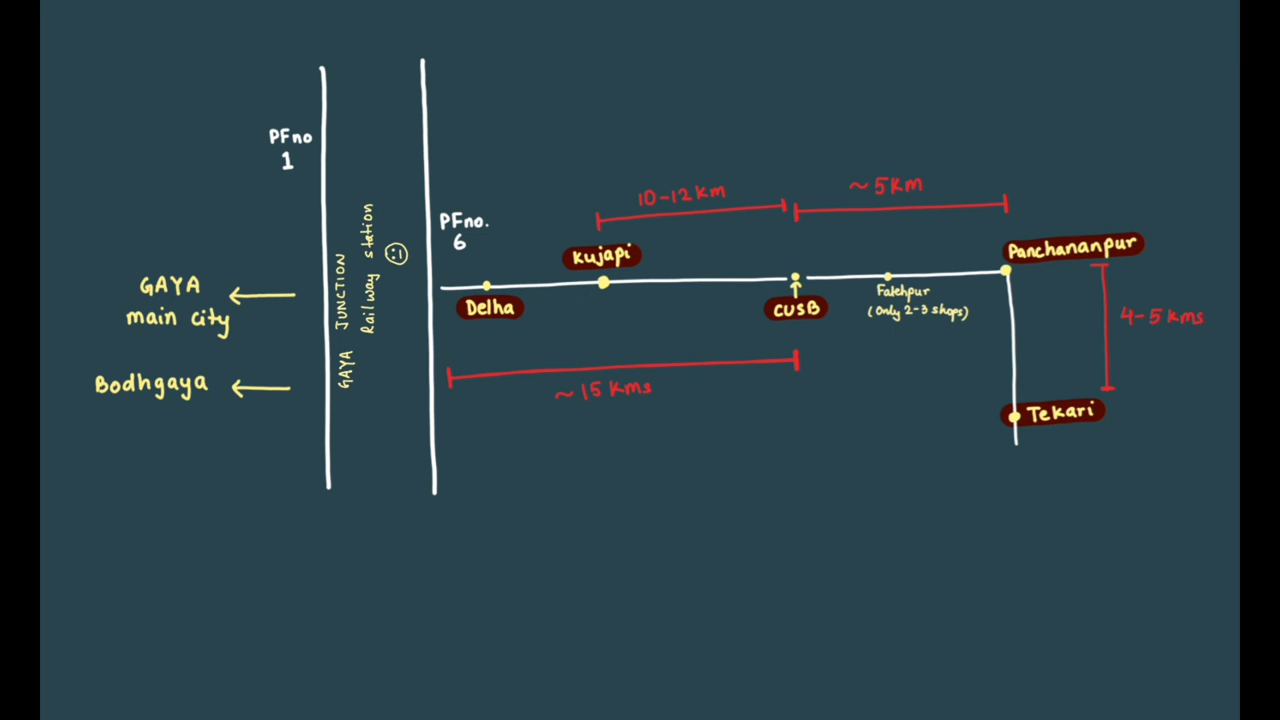 PFno
1
GAYA JUNCTION
Railway station
PFno.
6
GAYA
main city
Bodhgaya
Delha
Kujapi
10-12 km
~ 5 km
CUSB
Fatehpur
(Only 2-3 shops)
Panchananpur
4-5 kms
Tekari
~ 15 kms